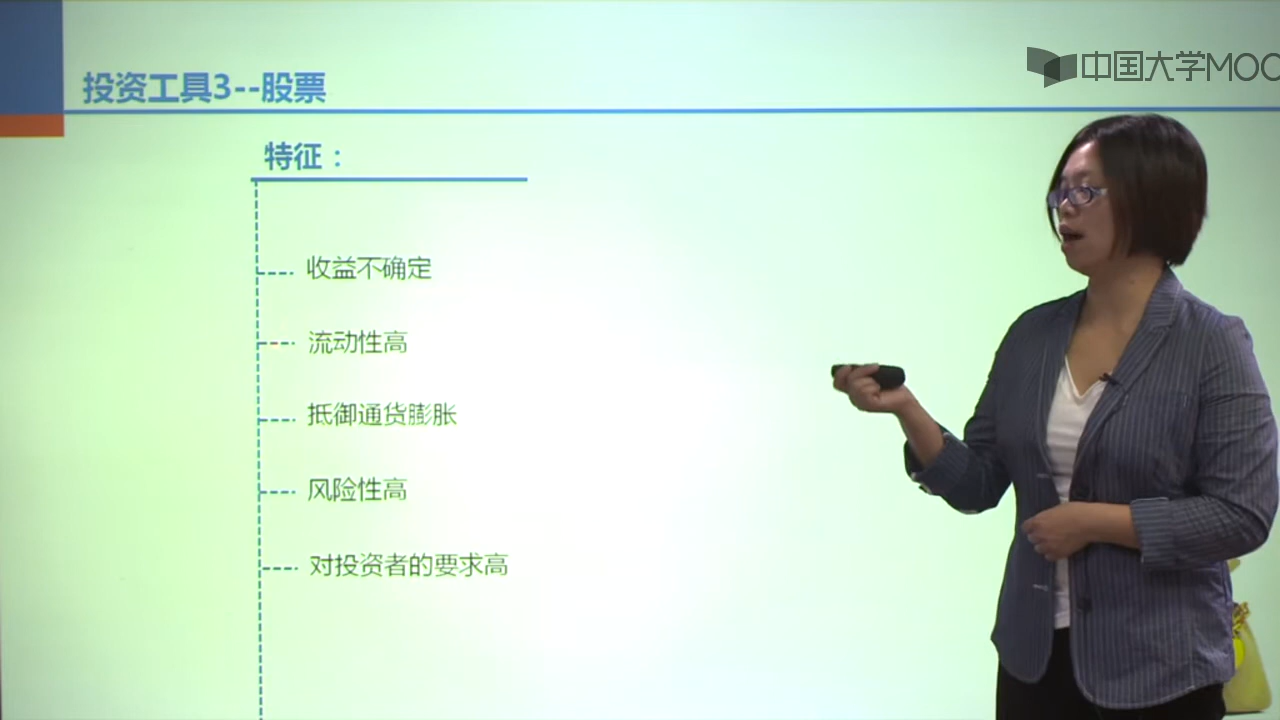 中国大学MOO
投资工具3--股票
特征：
收益不确定
流动性高
抵御通货膨胀
风险性高
对投资者的要求高